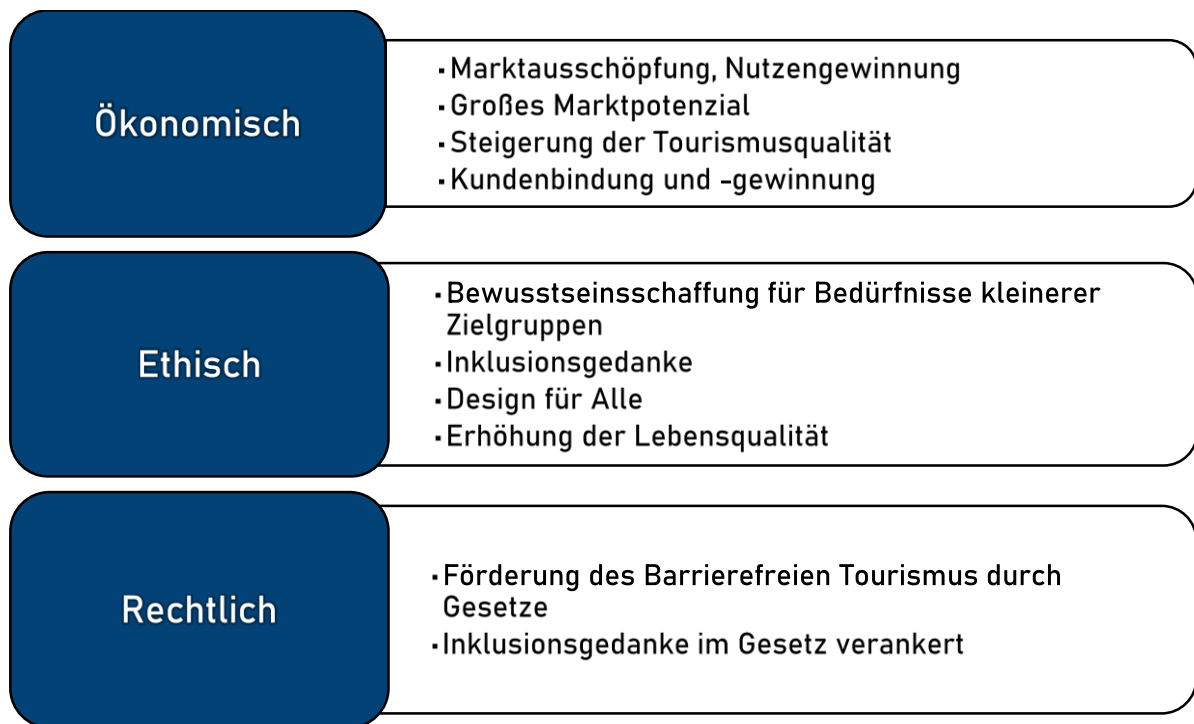 Ökonomisch
▪ Marktausschöpfung, Nutzengewinnung
▪ Großes Marktpotenzial
▪ Steigerung der Tourismusqualität
▪ Kundenbindung und -gewinnung
Ethisch
▪ Bewusstseinsschaffung für Bedürfnisse kleinerer
Zielgruppen
▪ Inklusionsgedanke
▪ Design für Alle
▪ Erhöhung der Lebensqualität
Rechtlich
▪ Förderung des Barrierefreien Tourismus durch
Gesetze
▪ Inklusionsgedanke im Gesetz verankert